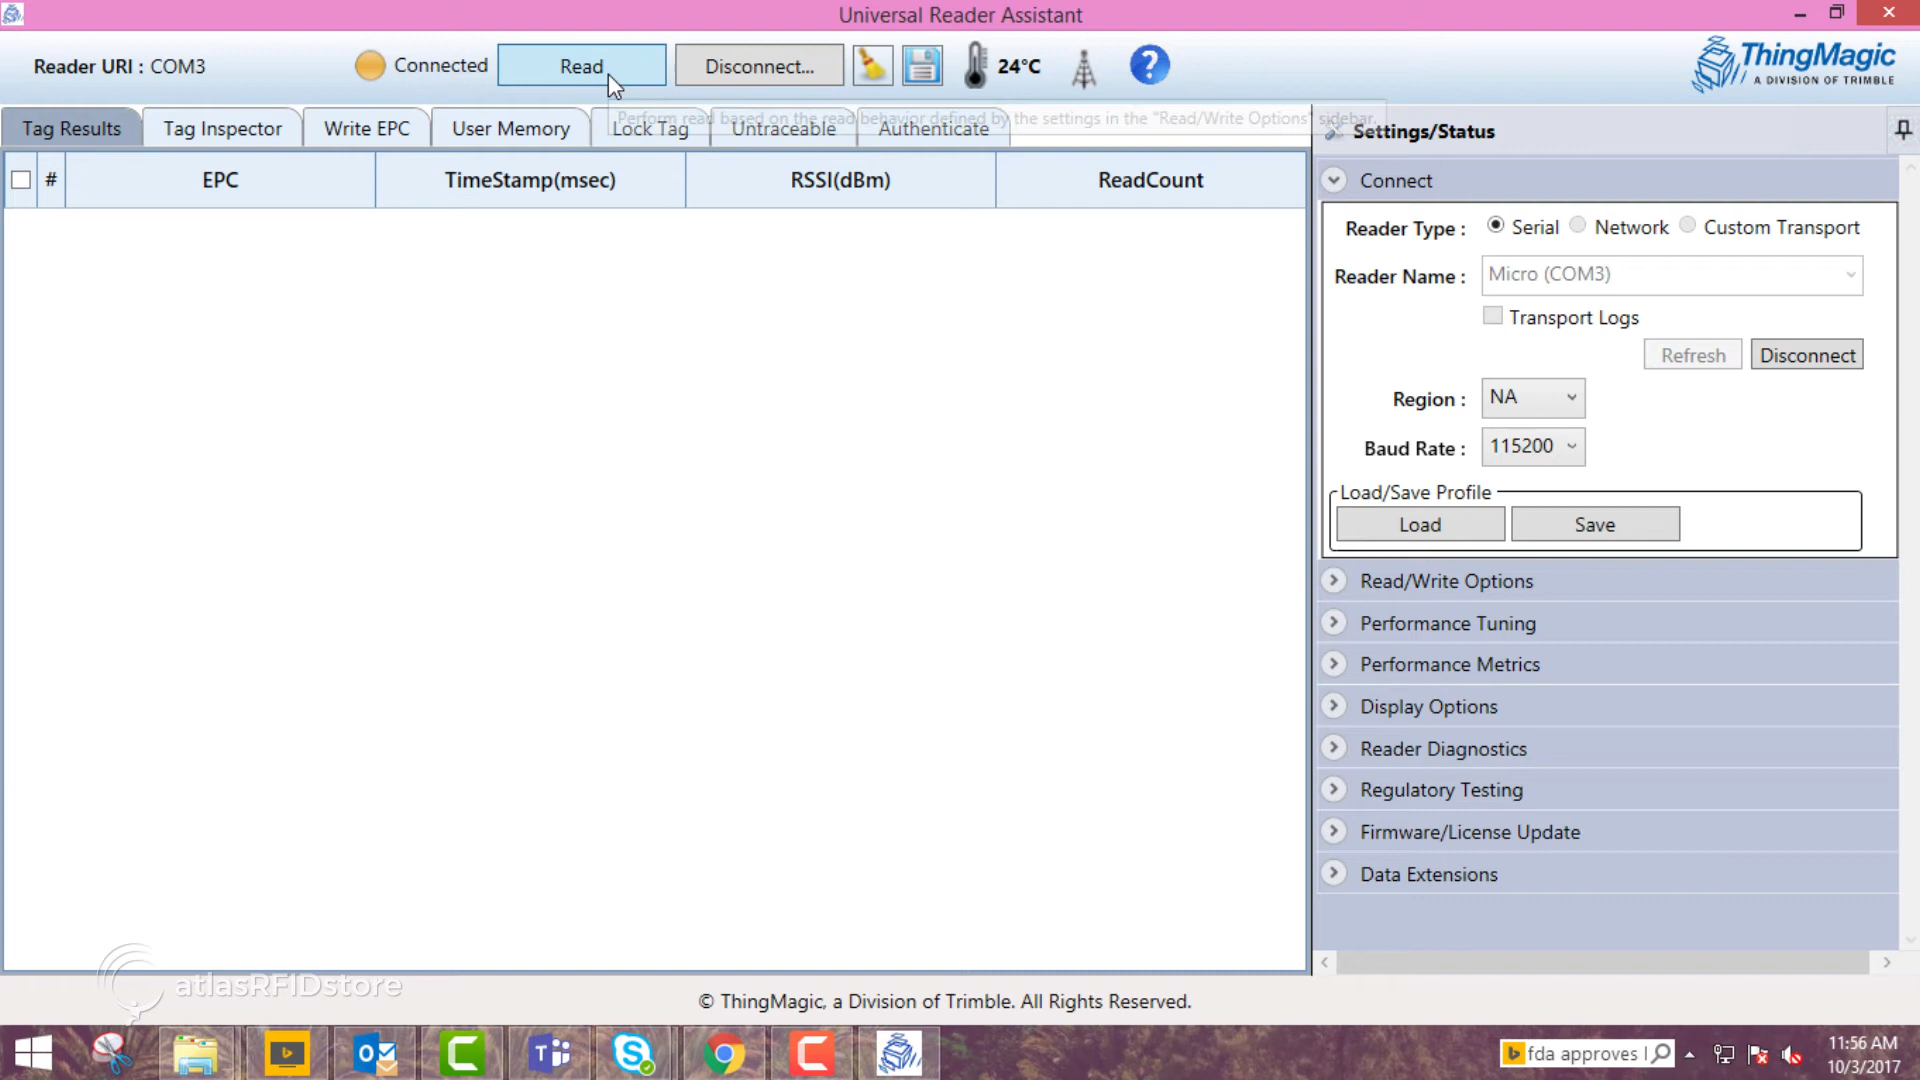 Universal Reader Assistant
Reader URI : COM3
Connected
Read
Disconnect...
24°C
?
ThingMagic
A DIVISION OF TRIMBLE
Perform read based on the read behavior defined by the settings in the "Read/Write Options" sidebar.
Tag Results
Tag Inspector
Write EPC
User Memory
Lock Tag
Untraceable
Authenticate
Settings/Status
#
EPC
TimeStamp(msec)
RSSI(dBm)
ReadCount
Connect
Reader Type :
Serial
Network
Custom Transport
Reader Name :
Micro (COM3)
Transport Logs
Refresh
Disconnect
Region :
NA
Baud Rate :
115200
Load/Save Profile
Load
Save
Read/Write Options
Performance Tuning
Performance Metrics
Display Options
Reader Diagnostics
Regulatory Testing
Firmware/License Update
Data Extensions
atlasRFIDstore
© ThingMagic, a Division of Trimble. All Rights Reserved.
fda approves
11:56 AM
10/3/2017